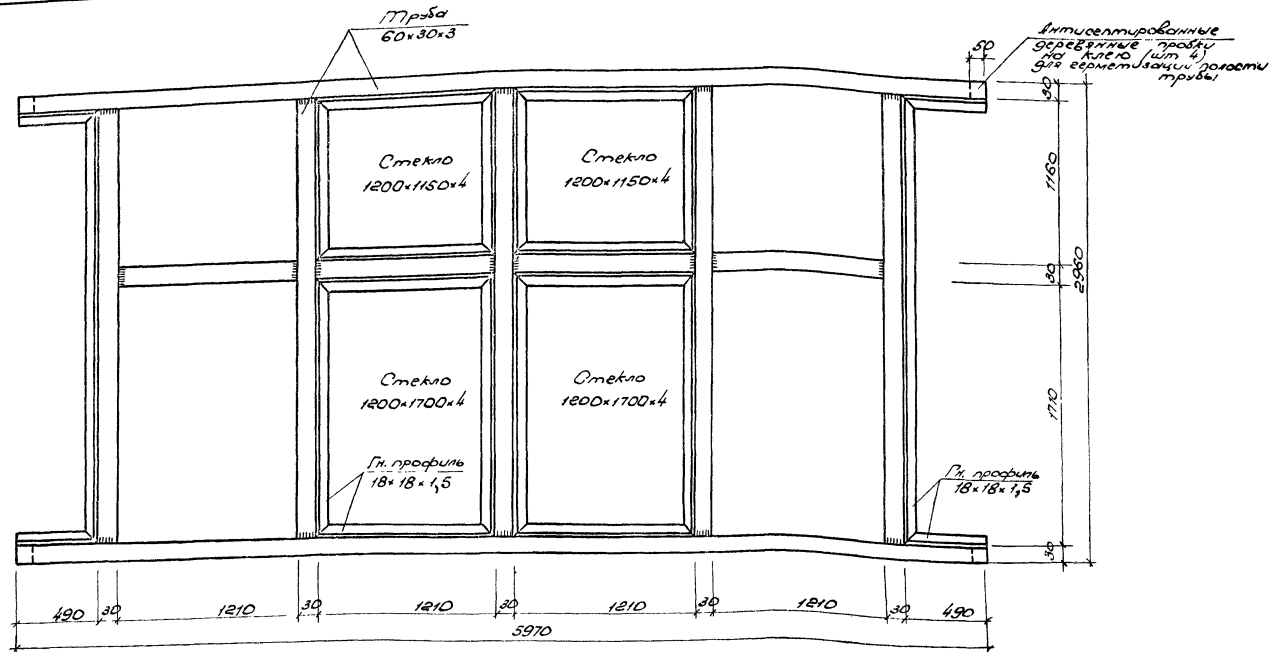 Труба
60×30×3
Антисептированные
деревянные пробки
на клею (шт 4)
для герметизации полости
трубы
50
30
1160
30
2960
1710
30
Стекло
1200×1150×4
Стекло
1200×1150×4
Стекло
1200×1700×4
Стекло
1200×1700×4
Гн. профиль
18×18×1,5
Гн. профиль
18×18×1,5
490 30 1210 30 1210 30 1210 30 1210 30 490
5970